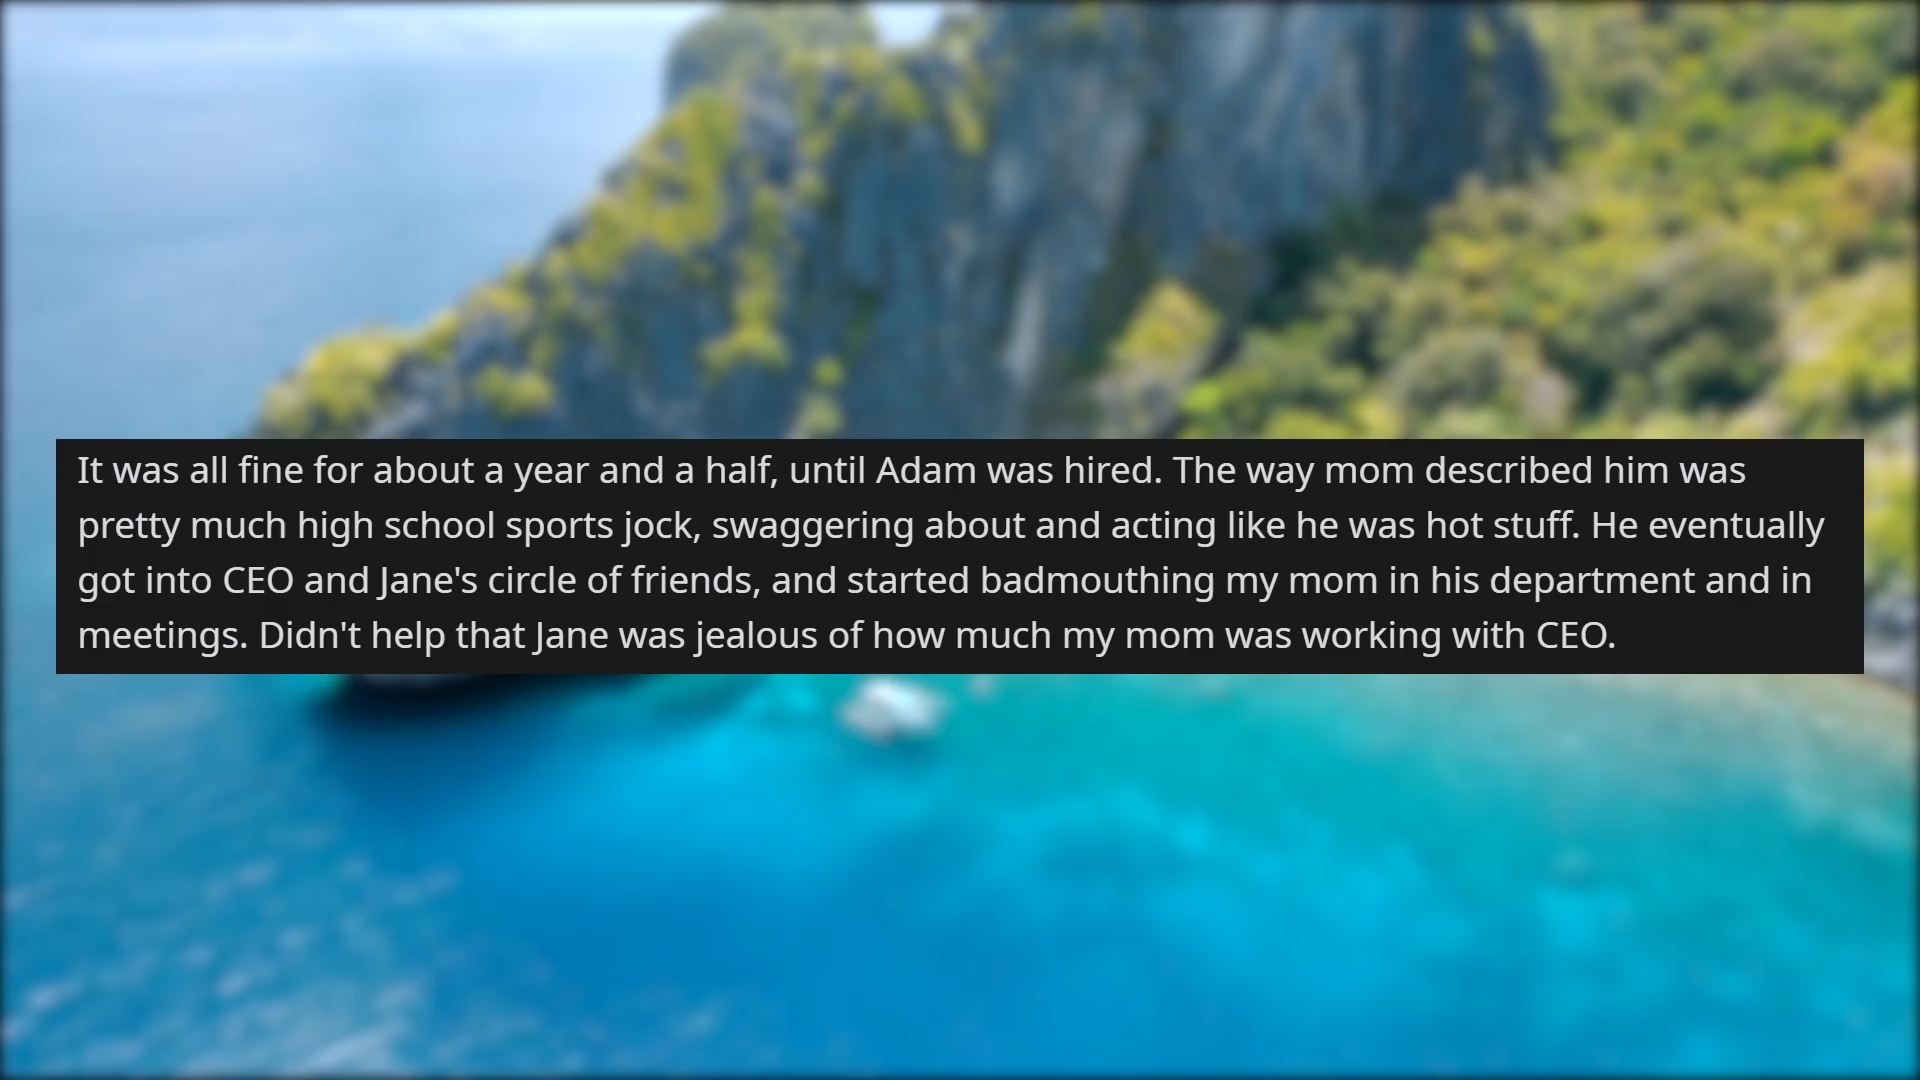 It was all fine for about a year and a half, until Adam was hired. The way mom described him was
pretty much high school sports jock, swaggering about and acting like he was hot stuff. He eventually
got into CEO and Jane's circle of friends, and started badmouthing my mom in his department and in
meetings. Didn't help that Jane was jealous of how much my mom was working with CEO.